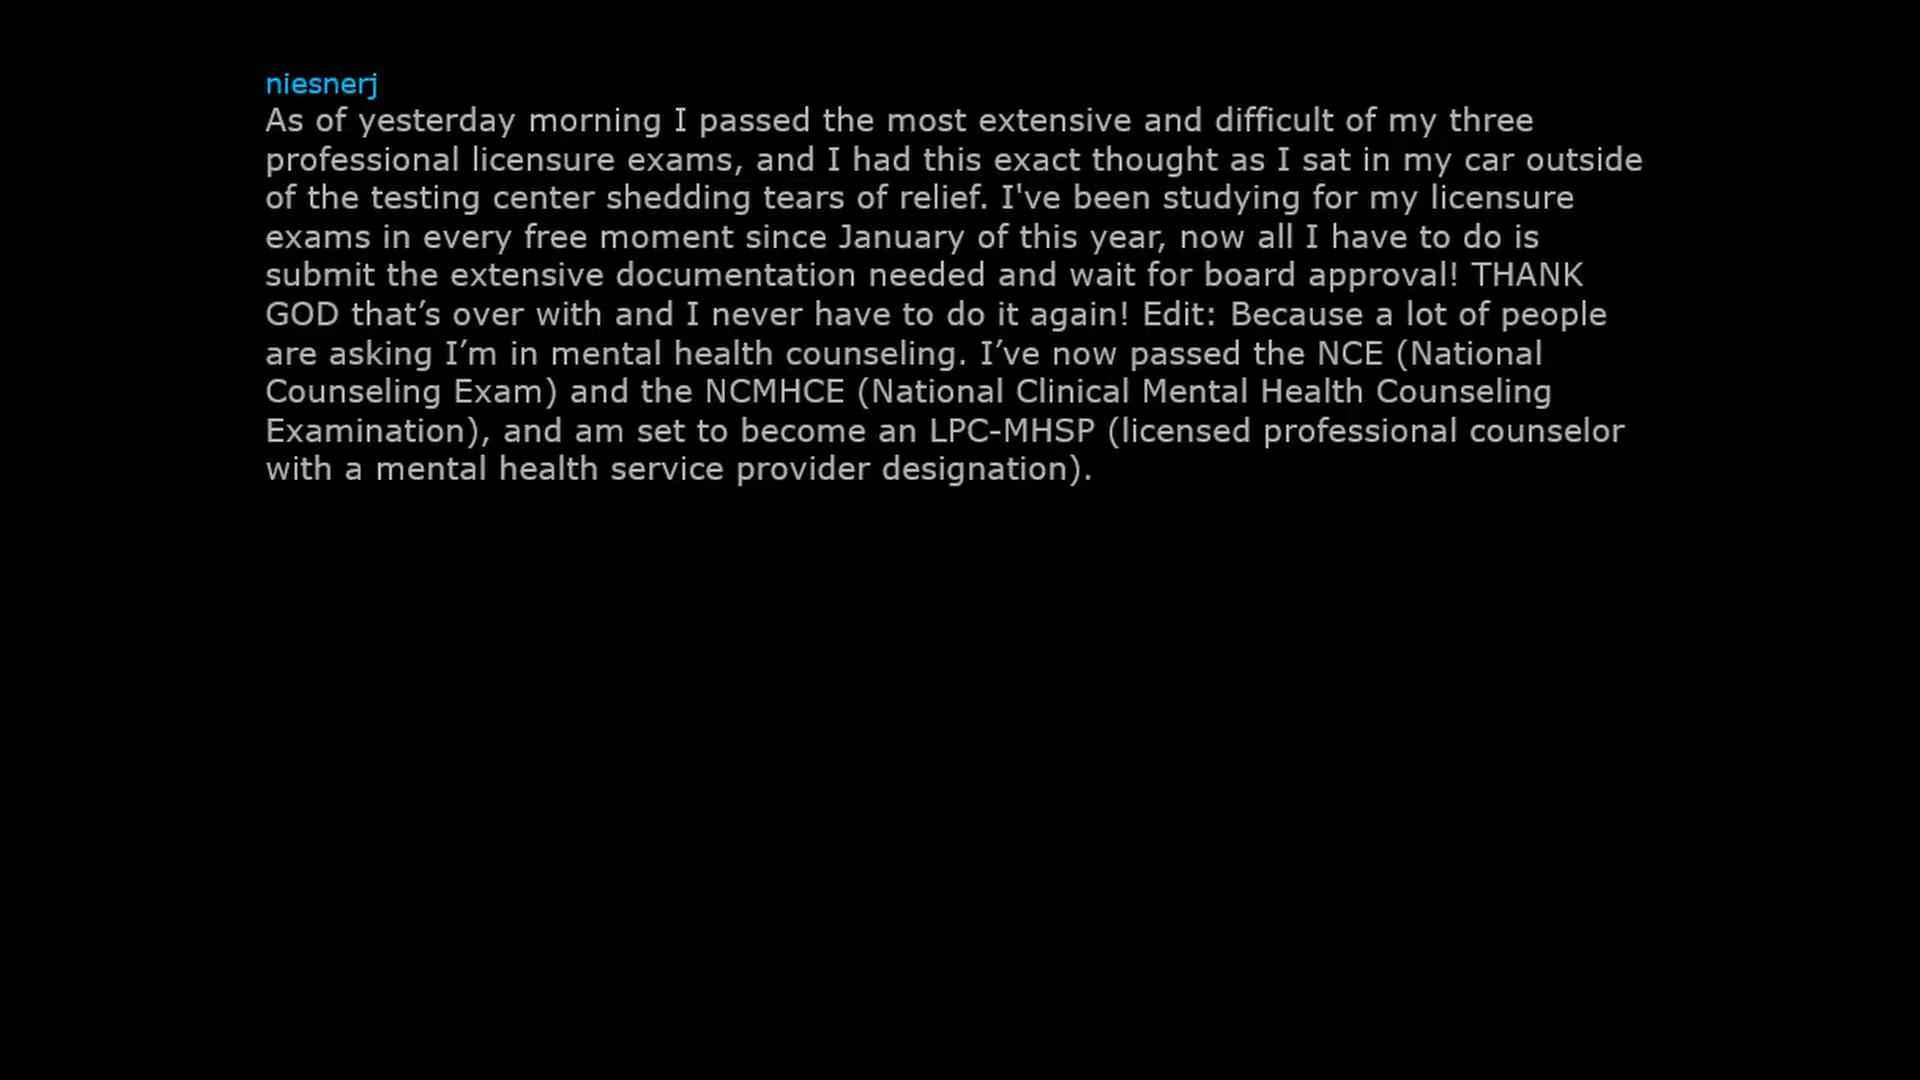 niesnerj
As of yesterday morning I passed the most extensive and difficult of my three
professional licensure exams, and I had this exact thought as I sat in my car outside
of the testing center shedding tears of relief. I've been studying for my licensure
exams in every free moment since January of this year, now all I have to do is
submit the extensive documentation needed and wait for board approval! THANK
GOD that’s over with and I never have to do it again! Edit: Because a lot of people
are asking I’m in mental health counseling. I’ve now passed the NCE (National
Counseling Exam) and the NCMHCE (National Clinical Mental Health Counseling
Examination), and am set to become an LPC-MHSP (licensed professional counselor
with a mental health service provider designation).